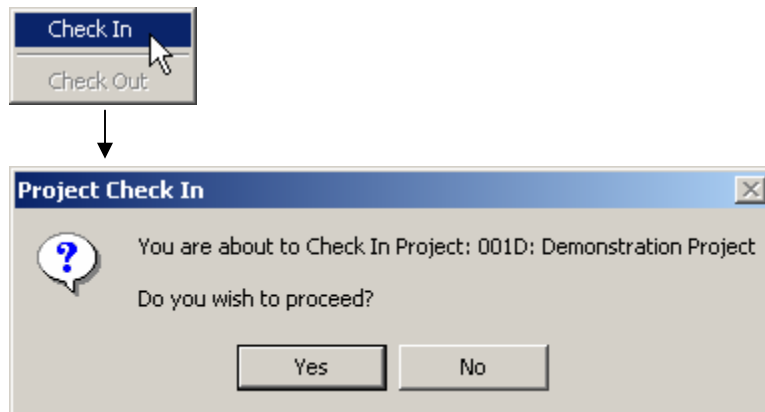 Check In
Check Out
Project Check In
You are about to Check In Project: 001D: Demonstration Project
Do you wish to proceed?
Yes
No